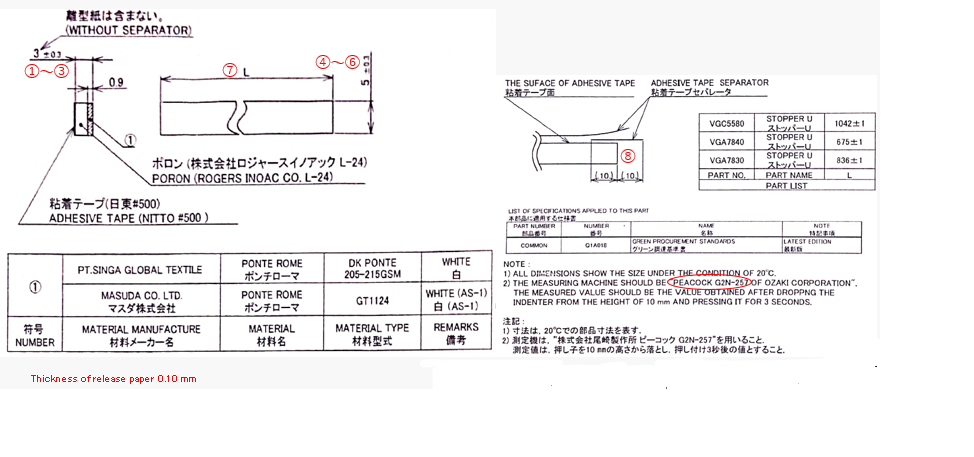 離型紙は含まない。
(WITHOUT SEPARATOR)
3 ±0.3
①～③
0.9
①
⑦
L
④～⑥
5 ±0.3
ポロン (株式会社ロジャースイノアック L-24)
PORON (ROGERS INOAC CO. L-24)
粘着テープ(日東#500)
ADHESIVE TAPE (NITTO #500 )
① PT.SINGA GLOBAL TEXTILE PONTE ROME ポンチローマ DK PONTE 205-215GSM WHITE 白
MASUDA CO. LTD. マスダ株式会社 PONTE ROME ポンチローマ GT1124 WHITE (AS-1) 白 (AS-1)
符号 NUMBER MATERIAL MANUFACTURE 材料メーカー名 MATERIAL 材料名 MATERIAL TYPE 材料型式 REMARKS 備考
Thickness of release paper 0.10 mm
THE SUFACE OF ADHESIVE TAPE
粘着テープ面
ADHESIVE TAPE SEPARATOR
粘着テープセパレータ
⑧
(10) (10)
VGC5580 STOPPER U ストッパーU 1042±1
VGA7840 STOPPER U ストッパーU 675±1
VGA7830 STOPPER U ストッパーU 836±1
PART NO. PART NAME L
PART LIST
LIST OF SPECIFICATIONS APPLIED TO THIS PART
本部品に適用する仕様書
PART NUMBER 部品番号 NUMBER 番号 NAME 名称 NOTE 特記事項
COMMON G1A018 GREEN PROCUREMENT STANDARDS グリーン調達基準書 LATEST EDITION 最新版
NOTE :
1) ALL DIMENSIONS SHOW THE SIZE UNDER THE CONDITION OF 20℃.
2) THE MEASURING MACHINE SHOULD BE "PEACOCK G2N-257 OF OZAKI CORPORATION",
THE MEASURED VALUE SHOULD BE THE VALUE OBTAINED AFTER DROPPNG THE
INDENTER FROM THE HEIGHT OF 10 mm AND PRESSING IT FOR 3 SECONDS.
注記 :
1) 寸法は、20℃での部品寸法を表す.
2) 測定機は、"株式会社尾崎製作所 ピーコック G2N-257"を用いること.
測定値は、押し子を10 mmの高さから落とし、押し付け3秒後の値とすること.